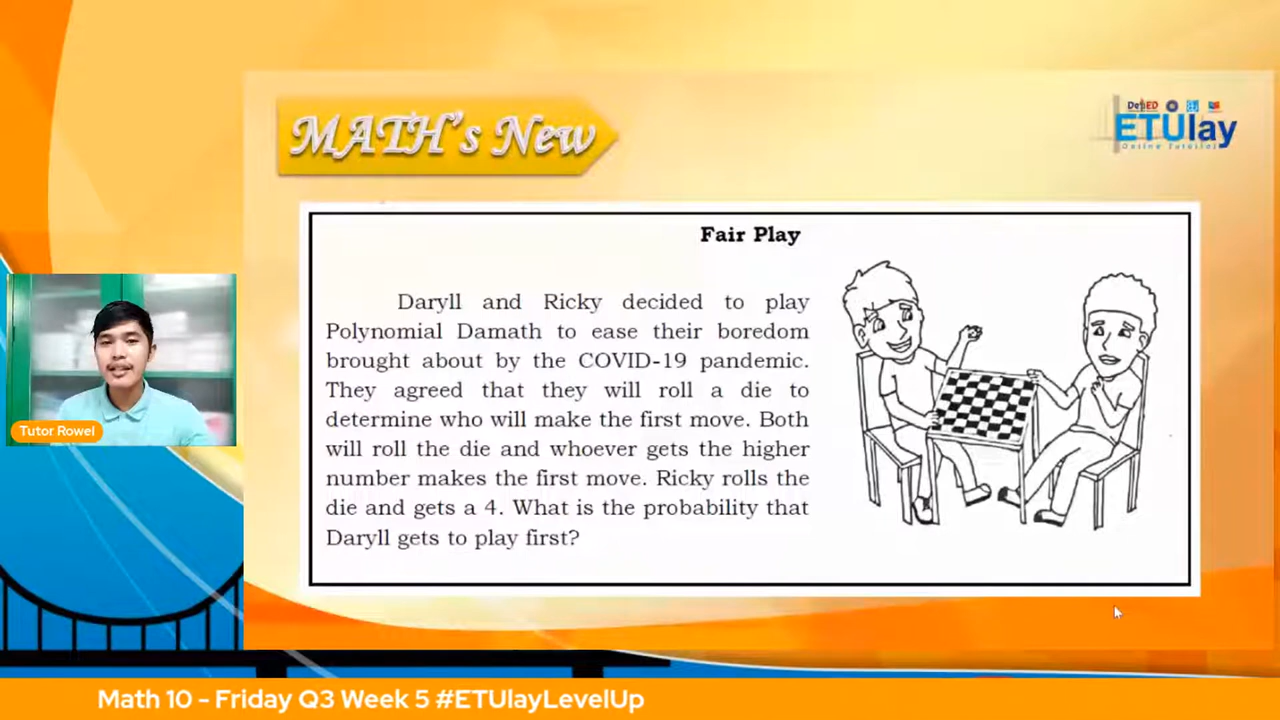 MATH's New
DepED
ETUlay
Online Tutorial
Fair Play
Daryll and Ricky decided to play
Polynomial Damath to ease their boredom
brought about by the COVID-19 pandemic.
They agreed that they will roll a die to
determine who will make the first move. Both
will roll the die and whoever gets the higher
number makes the first move. Ricky rolls the
die and gets a 4. What is the probability that
Daryll gets to play first?
Tutor Rowel
Math 10 - Friday Q3 Week 5 #ETUlayLevelUp